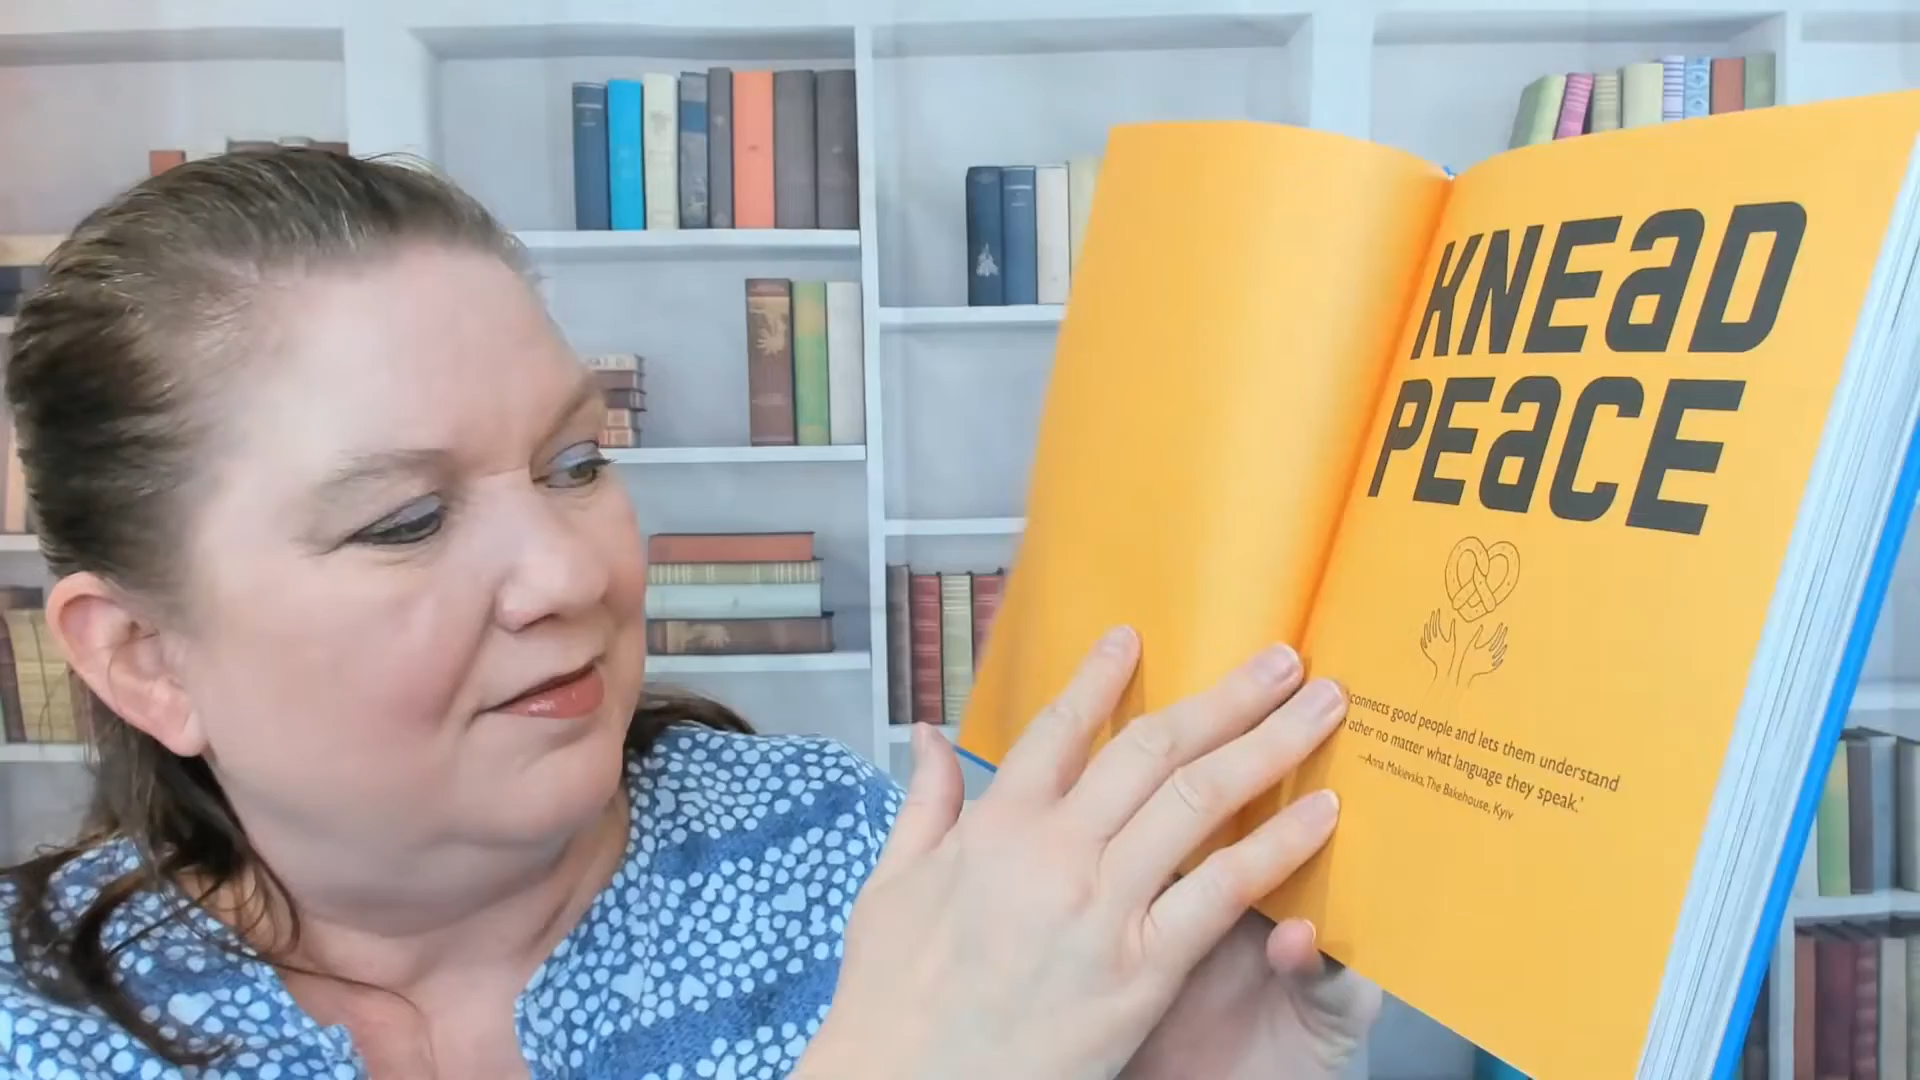 KNEAD
PEACE
connects good people and lets them understand
other no matter what language they speak.'
—Anna Makievska, The Bakehouse, Kyiv